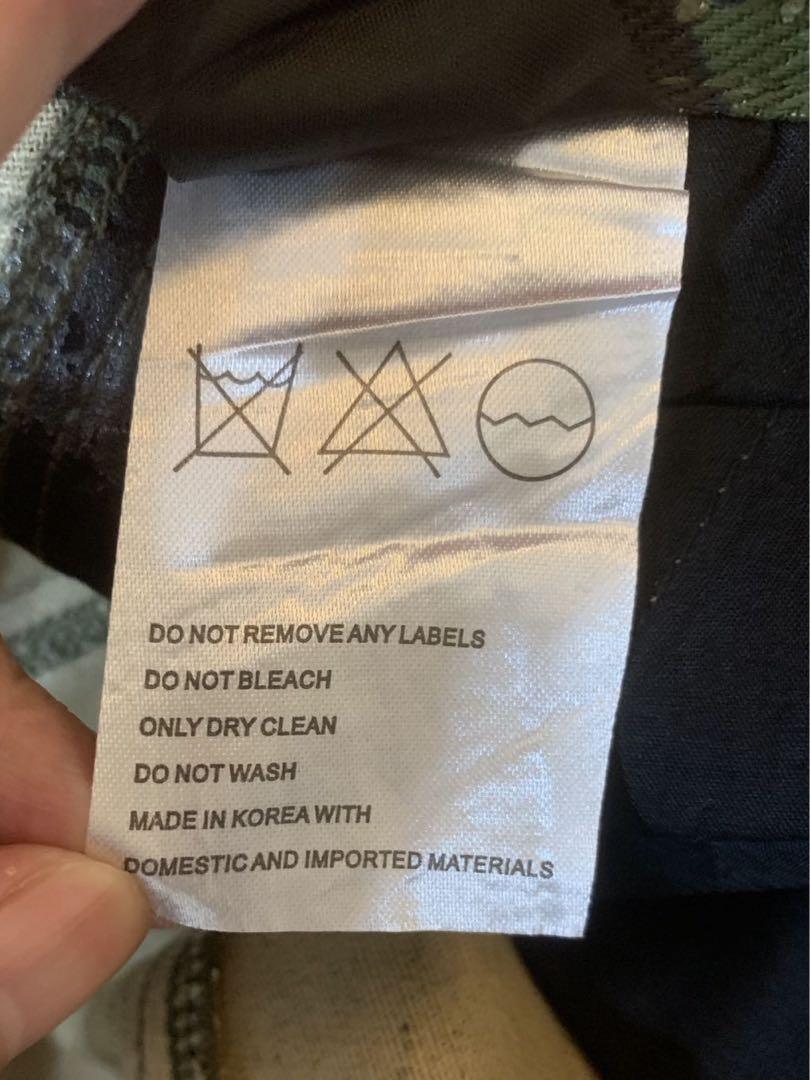 DO NOT REMOVE ANY LABELS
DO NOT BLEACH
ONLY DRY CLEAN
DO NOT WASH
MADE IN KOREA WITH
DOMESTIC AND IMPORTED MATERIALS